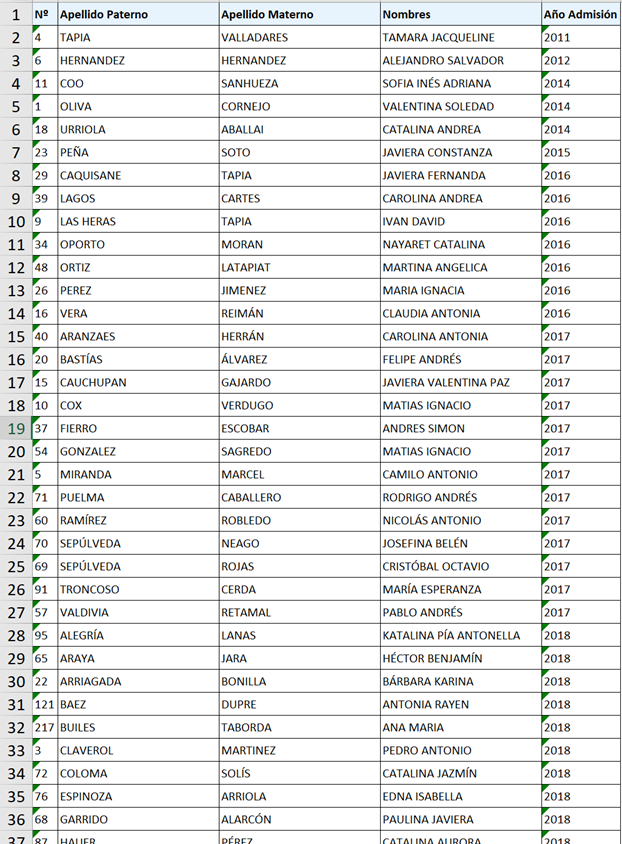 1 Nº Apellido Paterno Apellido Materno Nombres Año Admisión
2 4 TAPIA VALLADARES TAMARA JACQUELINE 2011
3 6 HERNANDEZ HERNANDEZ ALEJANDRO SALVADOR 2012
4 11 COO SANHUEZA SOFIA INÉS ADRIANA 2014
5 1 OLIVA CORNEJO VALENTINA SOLEDAD 2014
6 18 URRIOLA ABALLAI CATALINA ANDREA 2014
7 23 PEÑA SOTO JAVIERA CONSTANZA 2015
8 29 CAQUISANE TAPIA JAVIERA FERNANDA 2016
9 39 LAGOS CARTES CAROLINA ANDREA 2016
10 9 LAS HERAS TAPIA IVAN DAVID 2016
11 34 OPORTO MORAN NAYARET CATALINA 2016
12 48 ORTIZ LATAPIAT MARTINA ANGELICA 2016
13 26 PEREZ JIMENEZ MARIA IGNACIA 2016
14 16 VERA REIMÁN CLAUDIA ANTONIA 2016
15 40 ARANZAES HERRÁN CAROLINA ANTONIA 2017
16 20 BASTÍAS ÁLVAREZ FELIPE ANDRÉS 2017
17 15 CAUCHUPAN GAJARDO JAVIERA VALENTINA PAZ 2017
18 10 COX VERDUGO MATIAS IGNACIO 2017
19 37 FIERRO ESCOBAR ANDRES SIMON 2017
20 54 GONZALEZ SAGREDO MATIAS IGNACIO 2017
21 5 MIRANDA MARCEL CAMILO ANTONIO 2017
22 71 PUELMA CABALLERO RODRIGO ANDRÉS 2017
23 60 RAMÍREZ ROBLEDO NICOLÁS ANTONIO 2017
24 70 SEPÚLVEDA NEAGO JOSEFINA BELÉN 2017
25 69 SEPÚLVEDA ROJAS CRISTÓBAL OCTAVIO 2017
26 91 TRONCOSO CERDA MARÍA ESPERANZA 2017
27 57 VALDIVIA RETAMAL PABLO ANDRÉS 2017
28 95 ALEGRÍA LANAS KATALINA PÍA ANTONELLA 2018
29 65 ARAYA JARA HÉCTOR BENJAMÍN 2018
30 22 ARRIAGADA BONILLA BÁRBARA KARINA 2018
31 121 BAEZ DUPRE ANTONIA RAYEN 2018
32 217 BUILES TABORDA ANA MARIA 2018
33 3 CLAVEROL MARTINEZ PEDRO ANTONIO 2018
34 72 COLOMA SOLÍS CATALINA JAZMÍN 2018
35 76 ESPINOZA ARRIOLA EDNA ISABELLA 2018
36 68 GARRIDO ALARCÓN PAULINA JAVIERA 2018
37 87 HAUER PÉREZ CATALINA AURORA 2018